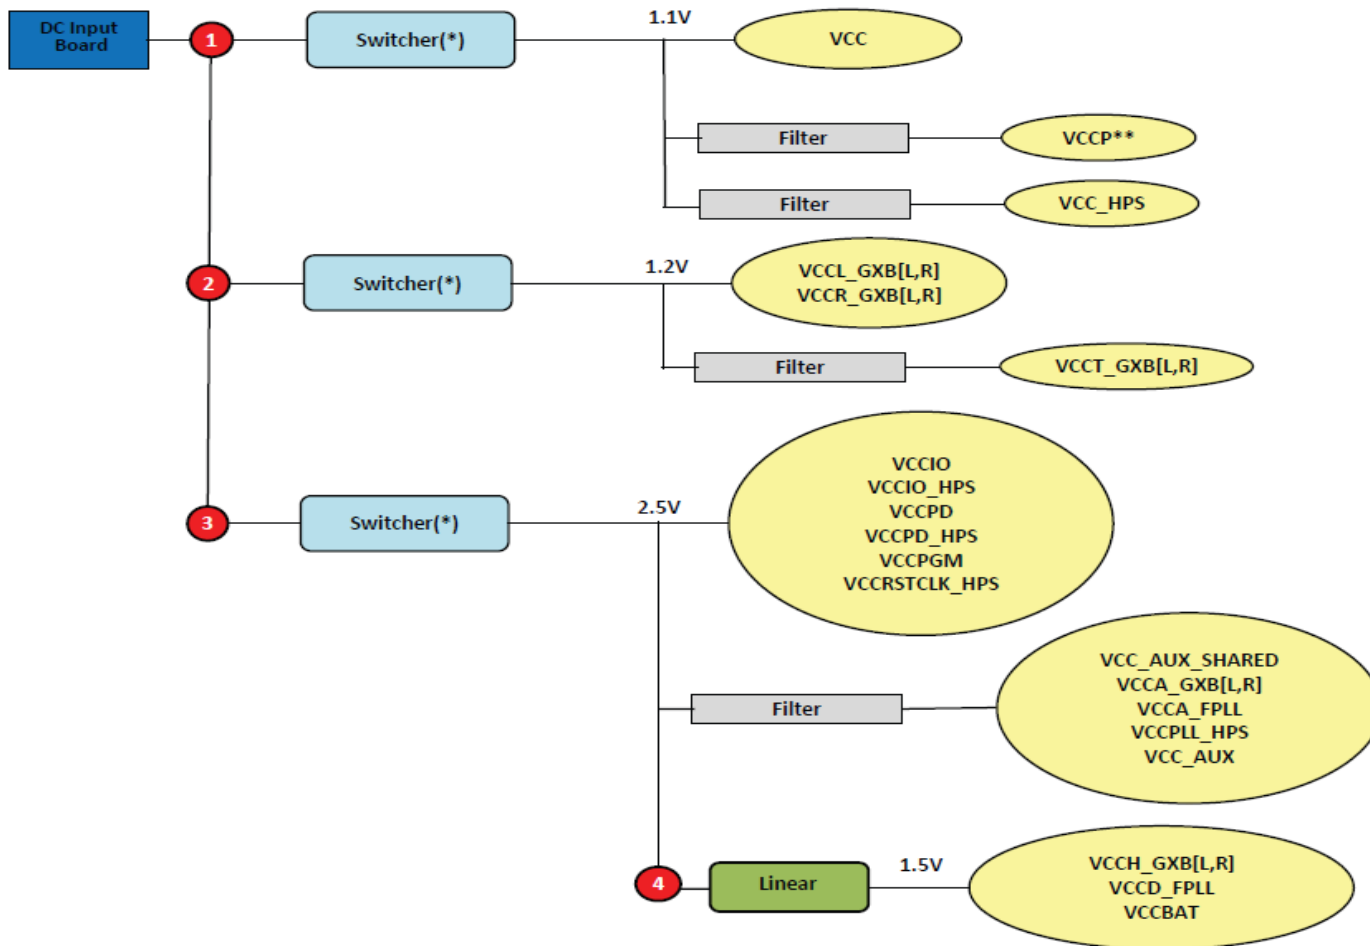 DC Input
Board
1
Switcher(*)
1.1V
VCC
Filter
VCCP**
Filter
VCC_HPS
2
Switcher(*)
1.2V
VCCL_GXB[L,R]
VCCR_GXB[L,R]
Filter
VCCT_GXB[L,R]
3
Switcher(*)
2.5V
VCCIO
VCCIO_HPS
VCCPD
VCCPD_HPS
VCCPGM
VCCRSTCLK_HPS
Filter
VCC_AUX_SHARED
VCCA_GXB[L,R]
VCCA_FPLL
VCCPLL_HPS
VCC_AUX
4
Linear
1.5V
VCCH_GXB[L,R]
VCCD_FPLL
VCCBAT